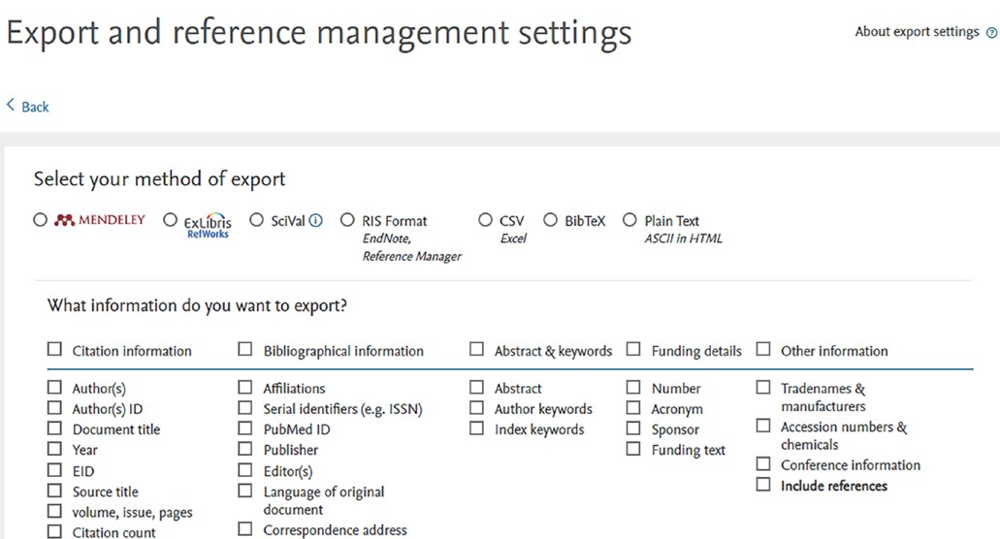 Export and reference management settings
About export settings
Back
Select your method of export
MENDELEY
ExLibris
RefWorks
SciVal
RIS Format
EndNote,
Reference Manager
CSV
Excel
BibTeX
Plain Text
ASCII in HTML
What information do you want to export?
Citation information
Author(s)
Author(s) ID
Document title
Year
EID
Source title
volume, issue, pages
Citation count
Bibliographical information
Affiliations
Serial identifiers (e.g. ISSN)
PubMed ID
Publisher
Editor(s)
Language of original
document
Correspondence address
Abstract & keywords
Abstract
Author keywords
Index keywords
Funding details
Number
Acronym
Sponsor
Funding text
Other information
Tradenames &
manufacturers
Accession numbers &
chemicals
Conference information
Include references